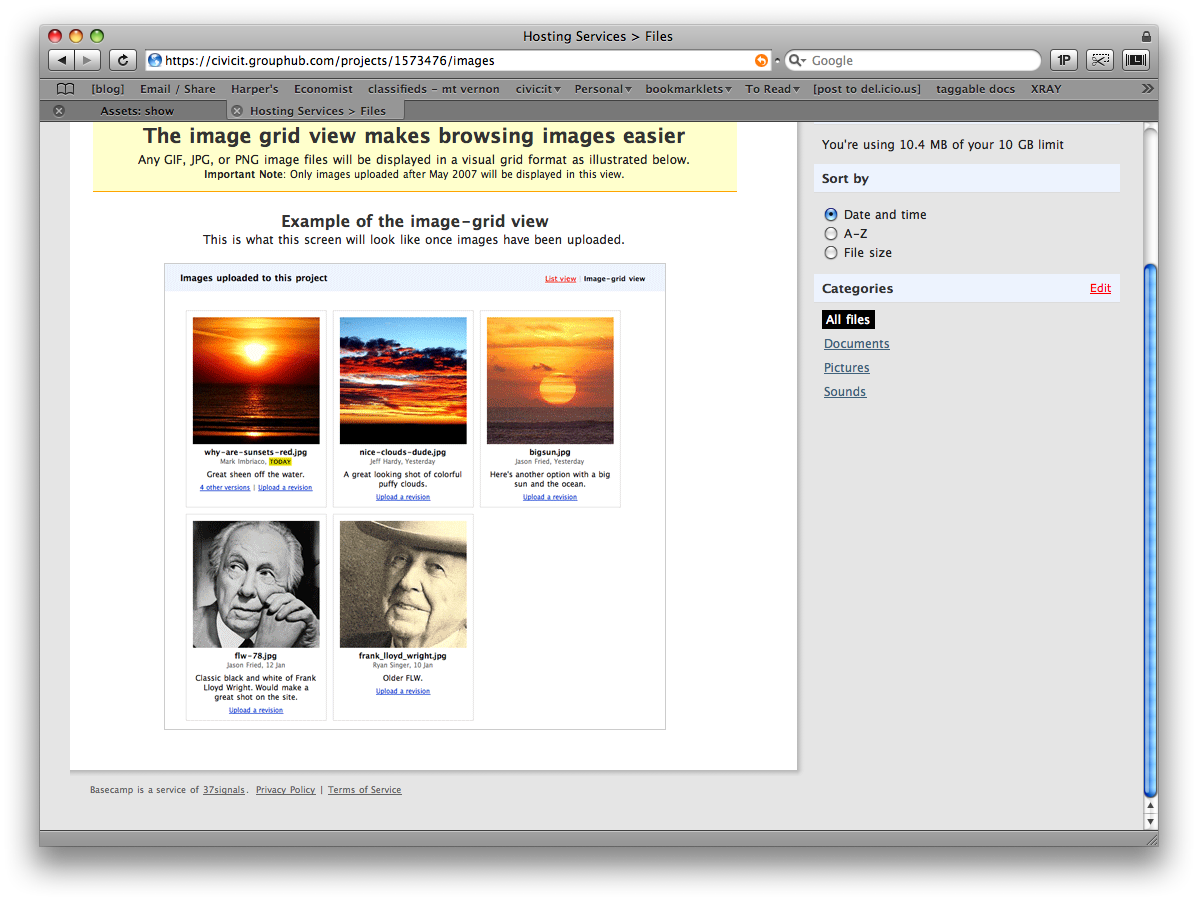 Hosting Services > Files
https://civicit.grouphub.com/projects/1573476/images
Google
1P
[blog] Email / Share Harper's Economist classifieds - mt vernon civic:it Personal bookmarklets To Read [post to del.icio.us] taggable docs XRAY
Assets: show
Hosting Services > Files
The image grid view makes browsing images easier
Any GIF, JPG, or PNG image files will be displayed in a visual grid format as illustrated below.
Important Note: Only images uploaded after May 2007 will be displayed in this view.
Example of the image-grid view
This is what this screen will look like once images have been uploaded.
Images uploaded to this project
List view | Image-grid view
why-are-sunsets-red.jpg
Mark Imbriaco, TODAY
Great sheen off the water.
4 other versions | Upload a revision
nice-clouds-dude.jpg
Jeff Hardy, Yesterday
A great looking shot of colorful
puffy clouds.
Upload a revision
bigsun.jpg
Jason Fried, Yesterday
Here's another option with a big
sun and the ocean.
Upload a revision
flw-78.jpg
Jason Fried, 12 Jan
Classic black and white of Frank
Lloyd Wright. Would make a
great shot on the site.
Upload a revision
frank_lloyd_wright.jpg
Ryan Singer, 10 Jan
Older FLW.
Upload a revision
You're using 10.4 MB of your 10 GB limit
Sort by
Date and time
A-Z
File size
Categories
Edit
All files
Documents
Pictures
Sounds
Basecamp is a service of 37signals. Privacy Policy | Terms of Service